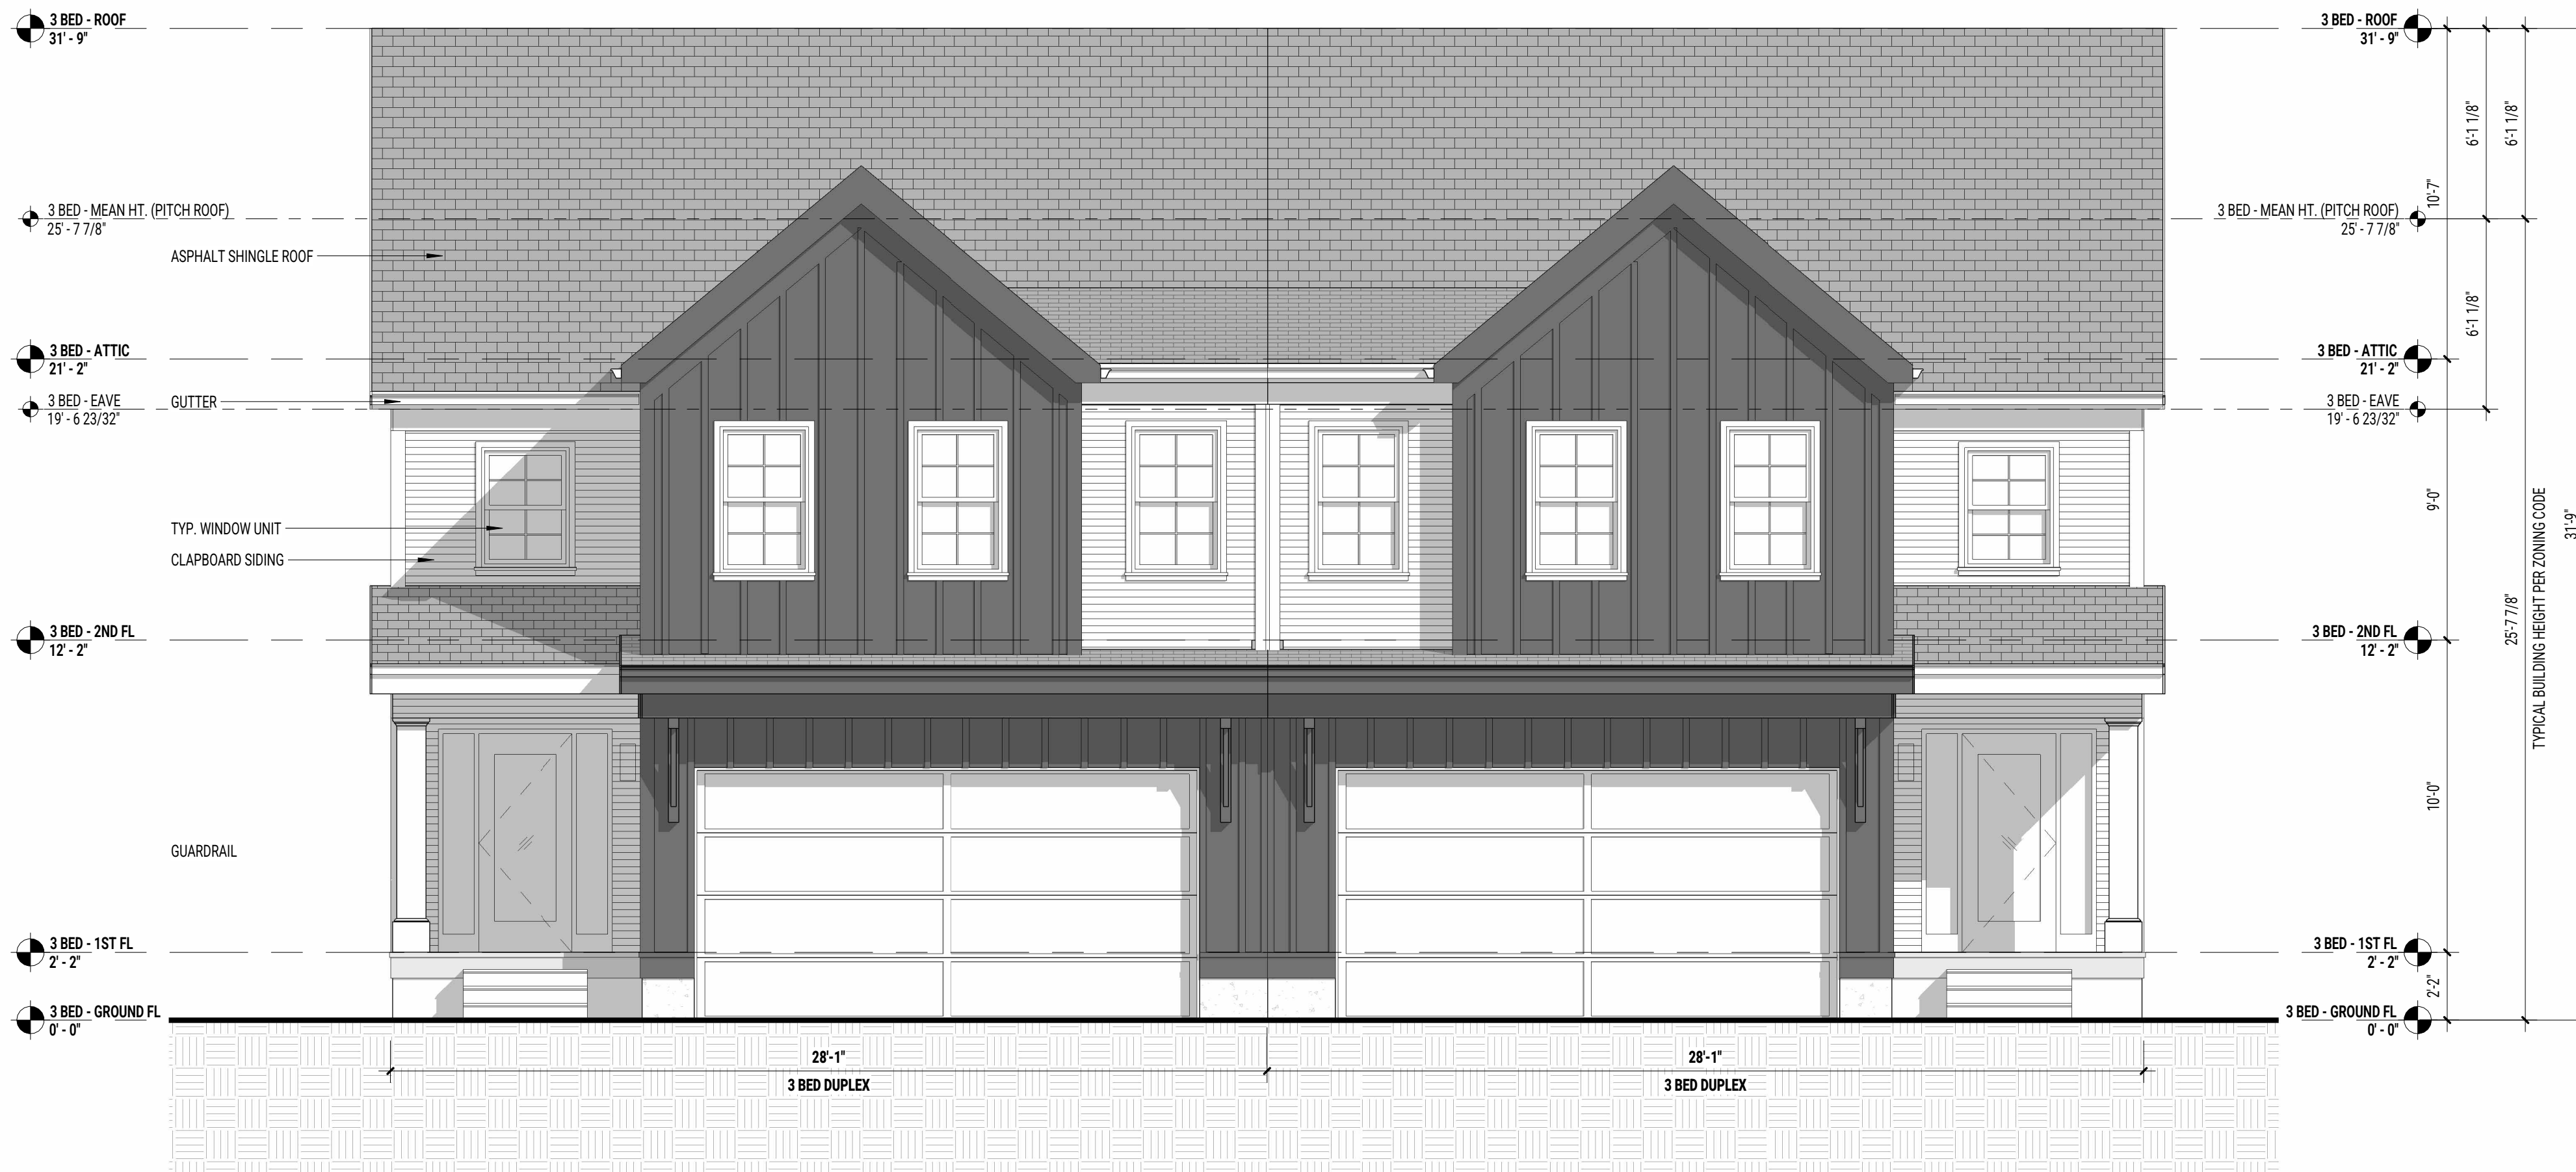 3 BED - ROOF
31' - 9"
3 BED - MEAN HT. (PITCH ROOF)
25' - 7 7/8"
ASPHALT SHINGLE ROOF
3 BED - ATTIC
21' - 2"
GUTTER
3 BED - EAVE
19' - 6 23/32"
TYP. WINDOW UNIT
CLAPBOARD SIDING
3 BED - 2ND FL
12' - 2"
GUARDRAIL
3 BED - 1ST FL
2' - 2"
3 BED - GROUND FL
0' - 0"
28'-1"
3 BED DUPLEX
28'-1"
3 BED DUPLEX
3 BED - ROOF
31' - 9"
3 BED - MEAN HT. (PITCH ROOF)
25' - 7 7/8"
3 BED - ATTIC
21' - 2"
3 BED - EAVE
19' - 6 23/32"
3 BED - 2ND FL
12' - 2"
3 BED - 1ST FL
2' - 2"
3 BED - GROUND FL
0' - 0"
10'-7"
9'-0"
10'-0"
2'-2"
6'-1 1/8"
6'-1 1/8"
6'-1 1/8"
25'-7 7/8"
TYPICAL BUILDING HEIGHT PER ZONING CODE
31'-9"